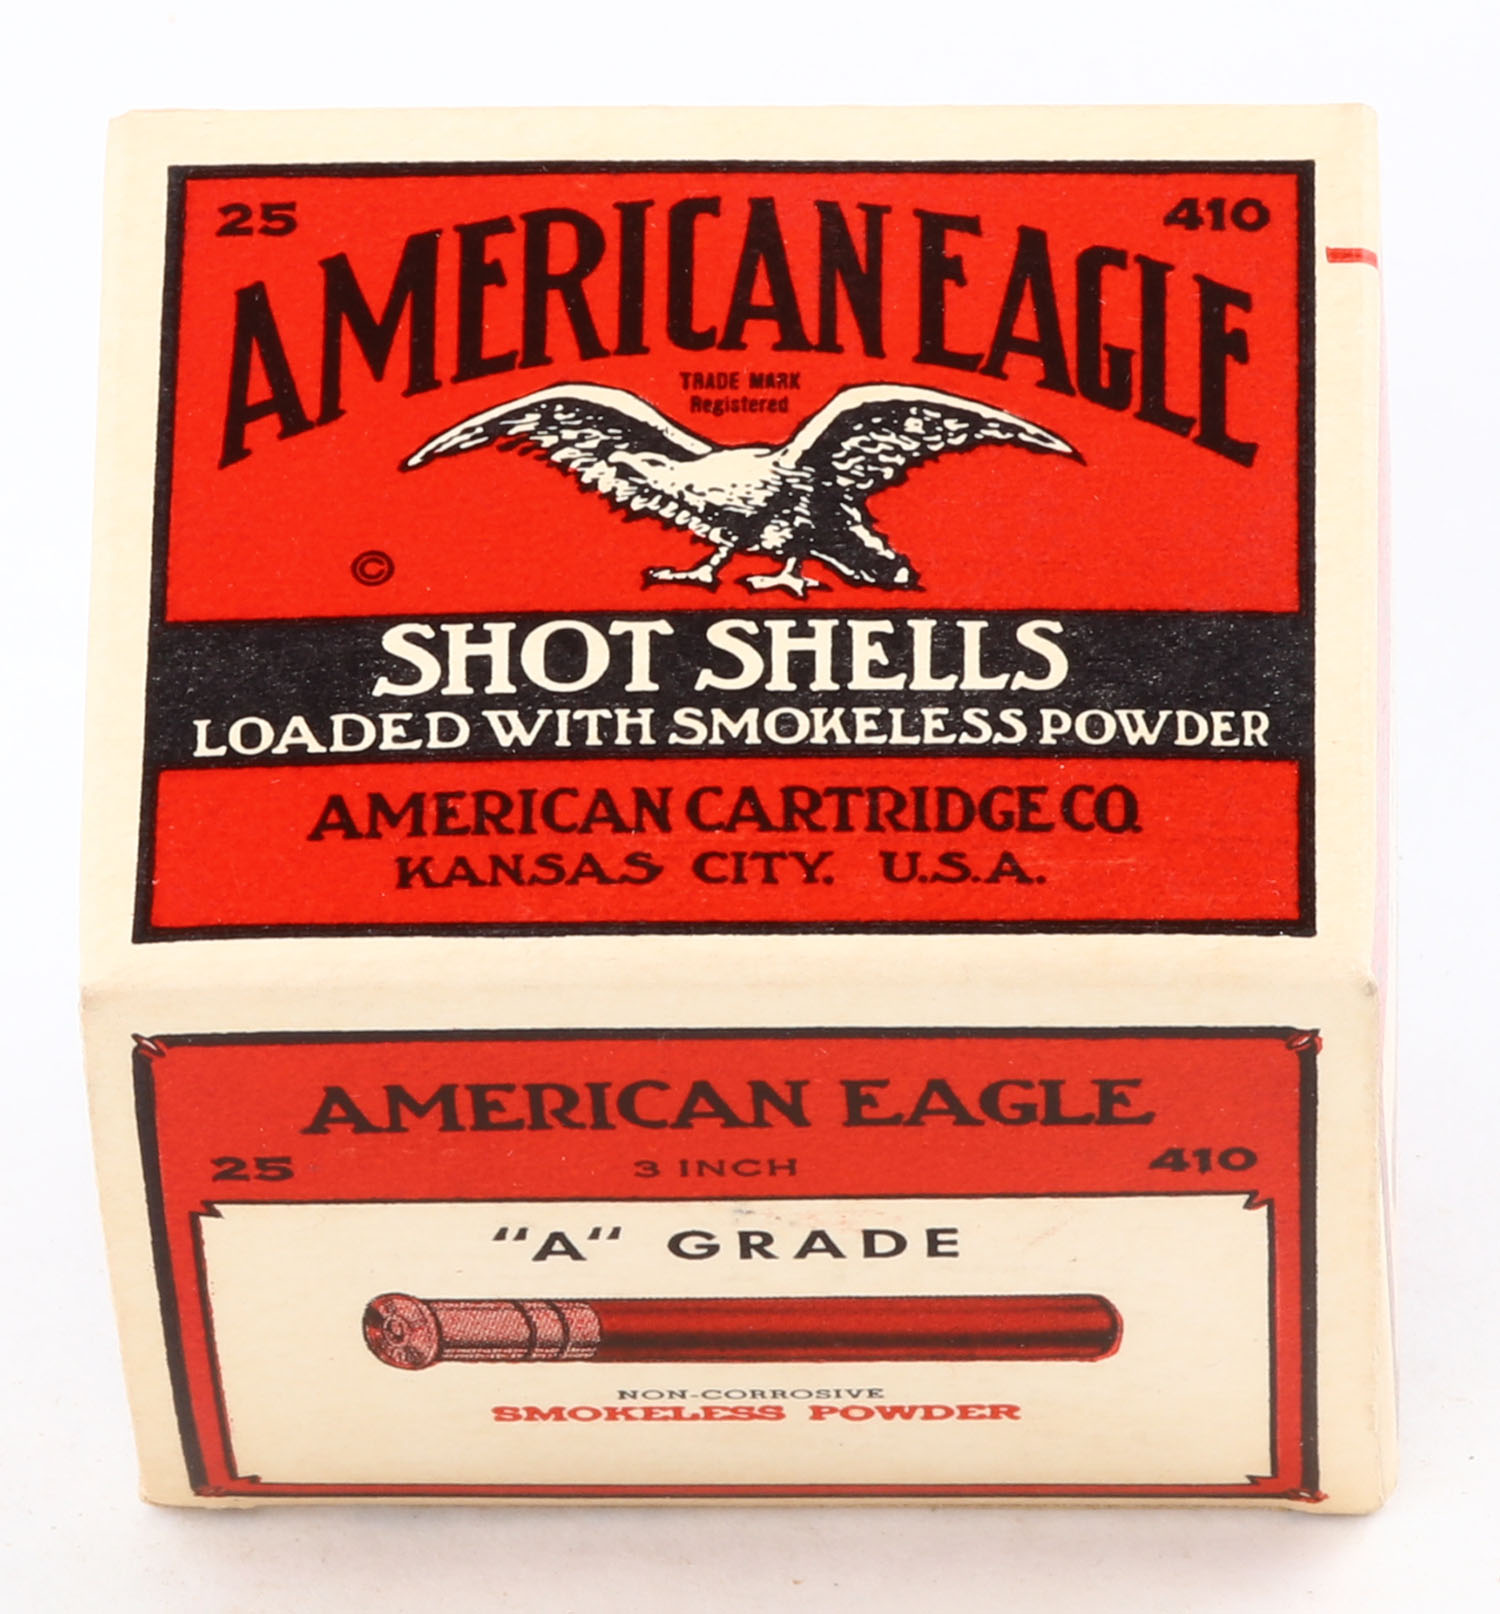 25 410
AMERICAN EAGLE
TRADE MARK
Registered
©
SHOT SHELLS
LOADED WITH SMOKELESS POWDER
AMERICAN CARTRIDGE CO.
KANSAS CITY. U.S.A.
AMERICAN EAGLE
25 3 INCH 410
"A" GRADE
NON-CORROSIVE
SMOKELESS POWDER